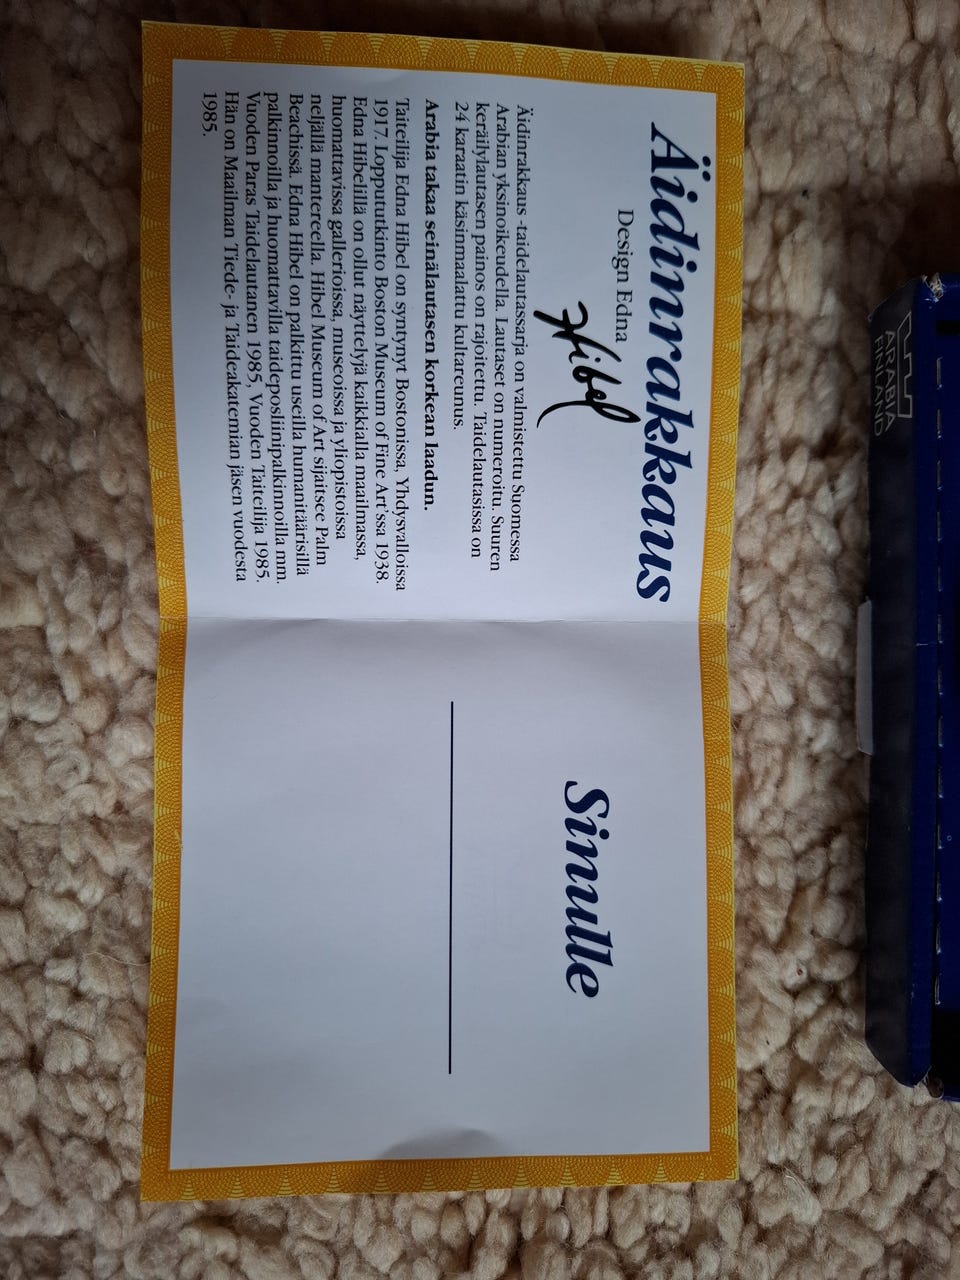 Äidinrakkaus
Design Edna
Hibel
Äidinrakkaus -taidelautassarja on valmistettu Suomessa
Arabian yksinoikeudella. Lautaset on numeroitu. Suuren
keräilylautasen painos on rajoitettu. Taidelautasissa on
24 karaatin käsinmaalattu kultareunus.
Arabia takaa seinälautasen korkean laadun.
Taiteilija Edna Hibel on syntynyt Bostonissa, Yhdysvalloissa
1917. Lopputututkinto Boston Museum of Fine Art'ssa 1938.
Edna Hibelillä on ollut näyttelyjä kaikkialla maailmassa,
huomattavissa gallerioissa, museoissa ja yliopistoissa
neljällä mantereella. Hibel Museum of Art sijaitsee Palm
Beachissä. Edna Hibel on palkittu useilla humanitäärisillä
palkinnoilla ja huomattavilla taideposliinipalkinnoilla mm.
Vuoden Paras Taidelautanen 1985, Vuoden Taiteilija 1985.
Hän on Maailman Tiede- ja Taideakatemian jäsen vuodesta
1985.
Sinulle
ARABIA
FINLAND